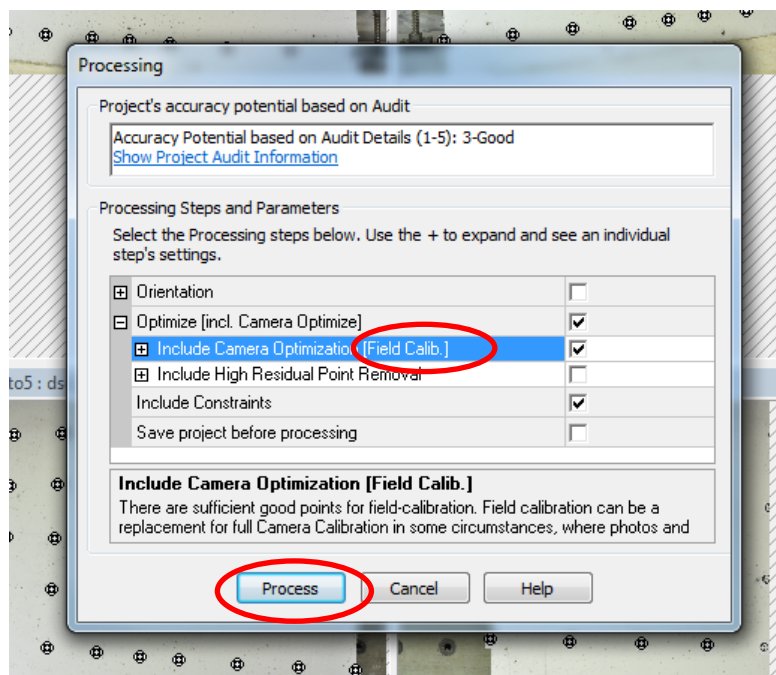 Processing
Project's accuracy potential based on Audit
Accuracy Potential based on Audit Details (1-5): 3-Good
Show Project Audit Information
Processing Steps and Parameters
Select the Processing steps below. Use the + to expand and see an individual
step's settings.
Orientation
Optimize [incl. Camera Optimize]
Include Camera Optimization [Field Calib.]
Include High Residual Point Removal
to5 : ds
Include Constraints
Save project before processing
Include Camera Optimization [Field Calib.]
There are sufficient good points for field-calibration. Field calibration can be a
replacement for full Camera Calibration in some circumstances, where photos and
Process Cancel Help